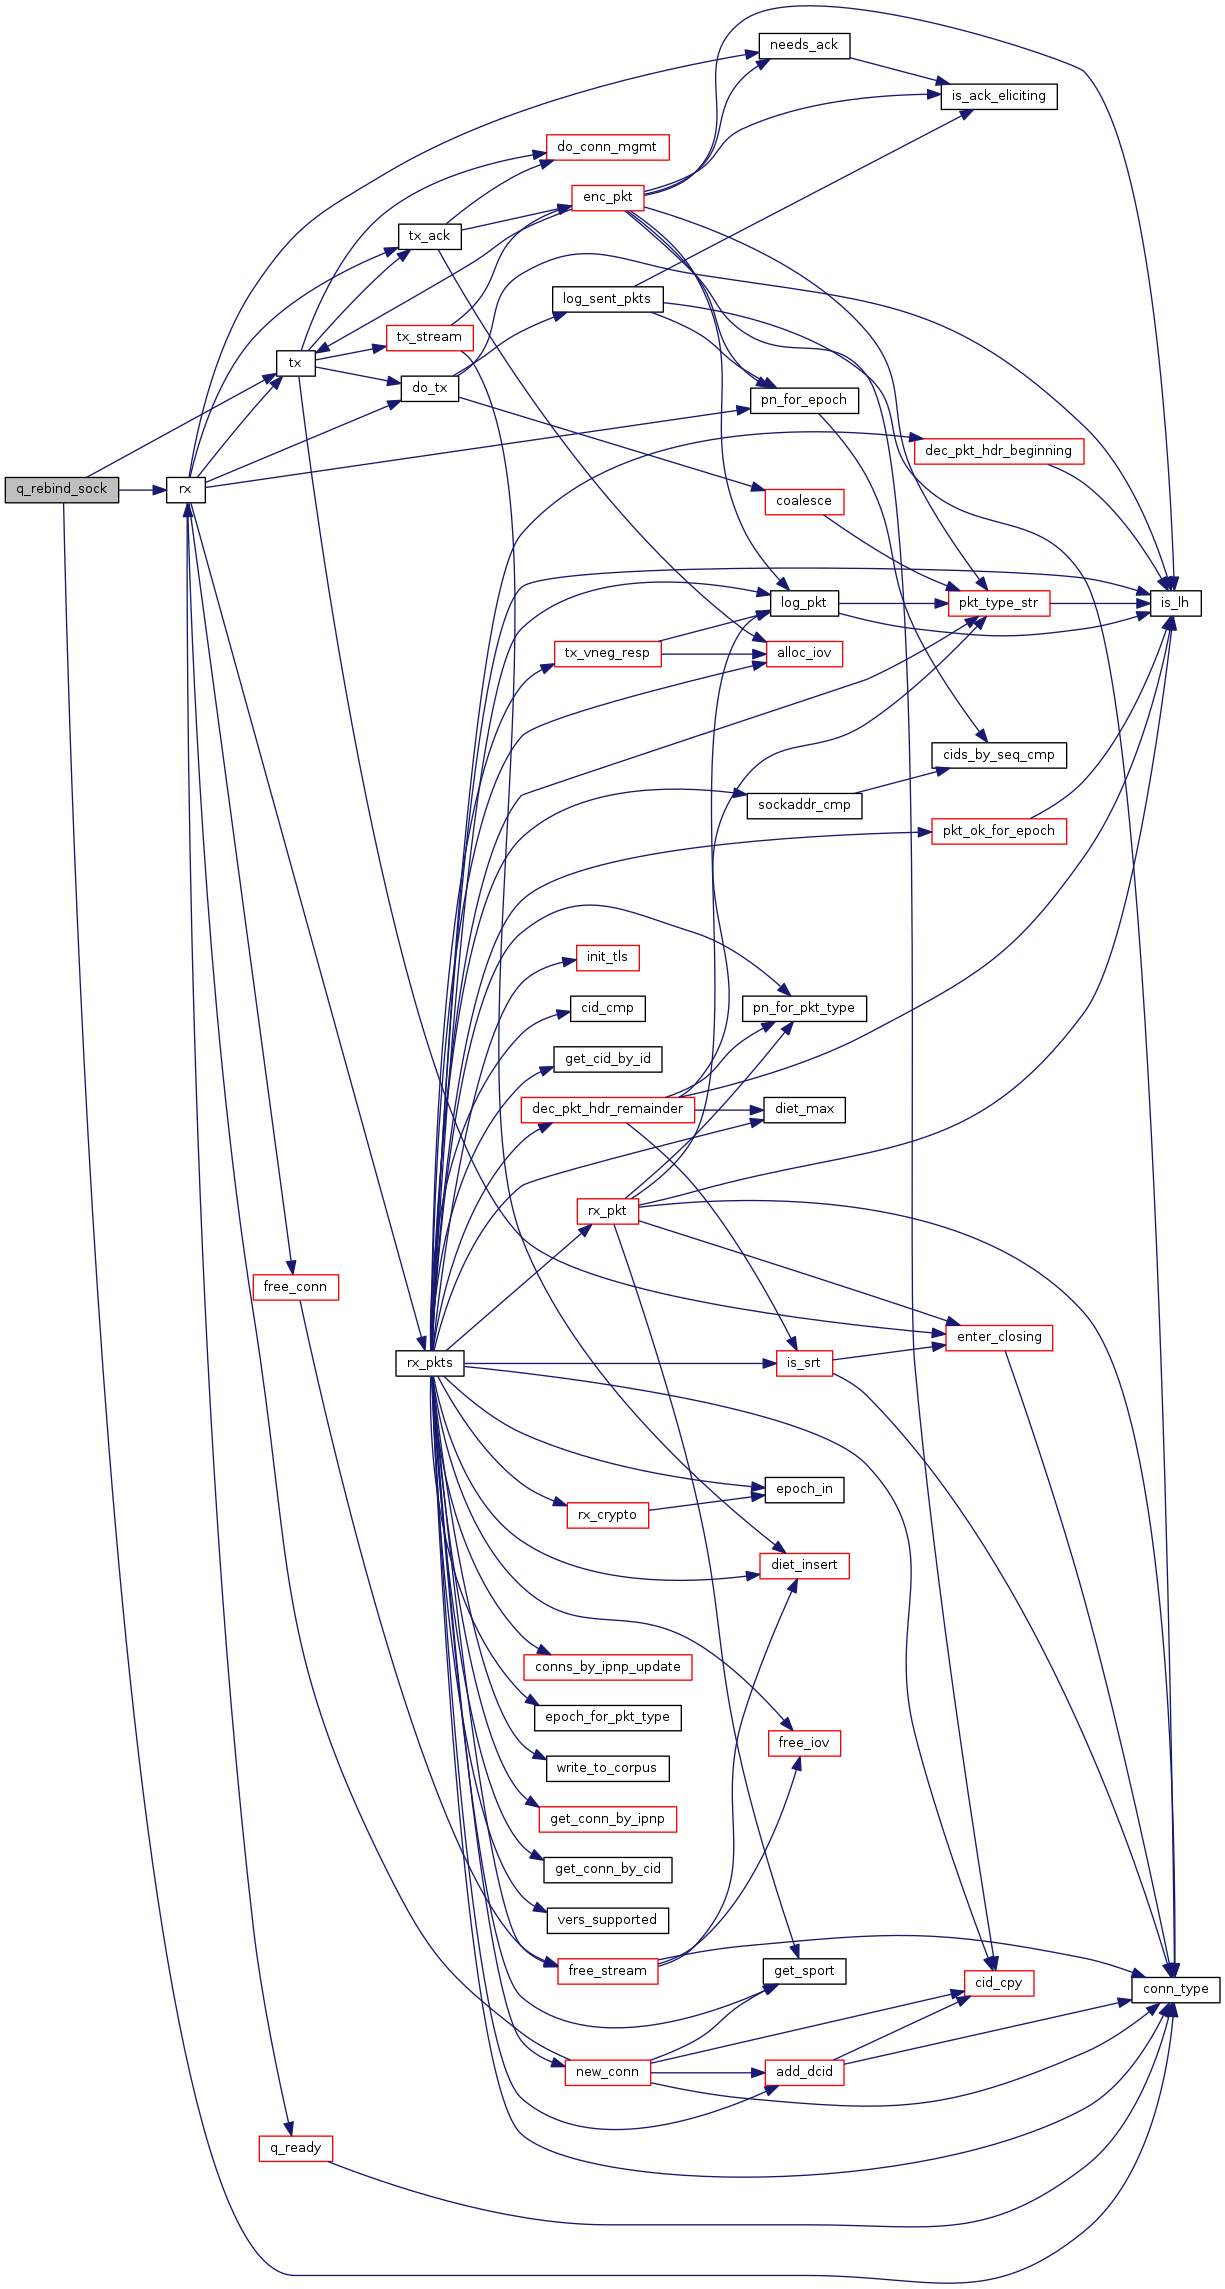 needs_ack
is_ack_eliciting
do_conn_mgmt
enc_pkt
tx_ack
log_sent_pkts
tx_stream
tx
do_tx
pn_for_epoch
dec_pkt_hdr_beginning
q_rebind_sock
rx
coalesce
log_pkt
pkt_type_str
is_lh
tx_vneg_resp
alloc_iov
cids_by_seq_cmp
sockaddr_cmp
pkt_ok_for_epoch
init_tls
cid_cmp
pn_for_pkt_type
get_cid_by_id
dec_pkt_hdr_remainder
diet_max
rx_pkt
free_conn
enter_closing
rx_pkts
is_srt
epoch_in
rx_crypto
diet_insert
conns_by_ipnp_update
epoch_for_pkt_type
free_iov
write_to_corpus
get_conn_by_ipnp
get_conn_by_cid
vers_supported
free_stream
get_sport
cid_cpy
conn_type
new_conn
add_dcid
q_ready